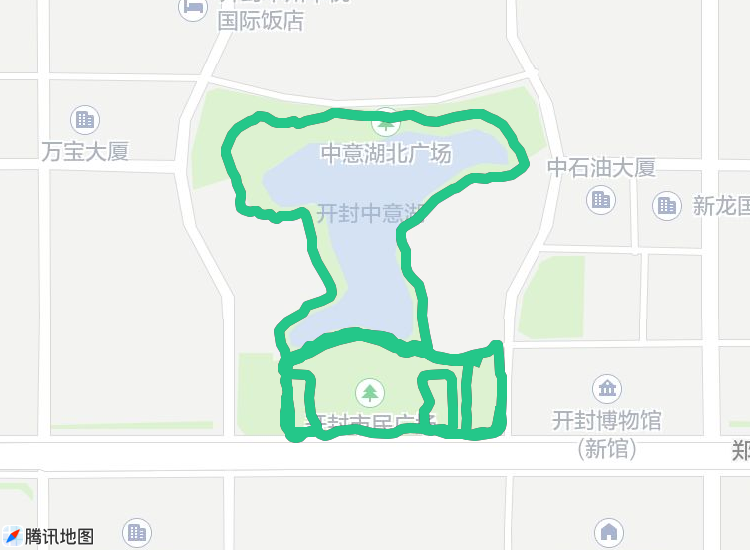 国际饭店
万宝大厦
中意湖北广场
中石油大厦
开封中意湖
新龙国
开封市民广场
开封博物馆
(新馆)
郑
腾讯地图